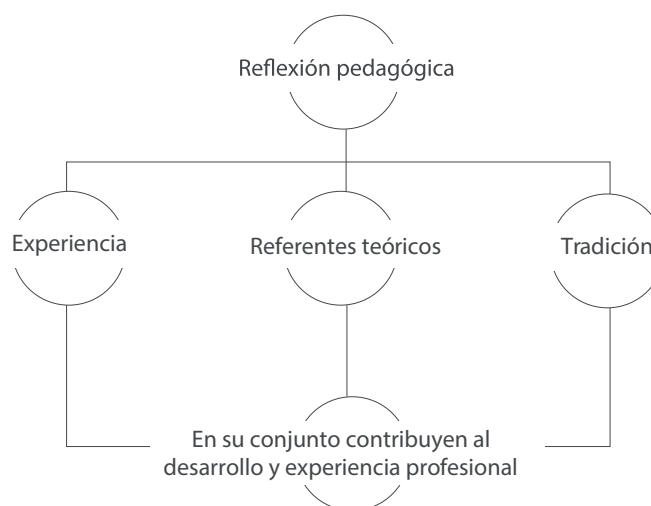 Reflexión pedagógica
Experiencia
Referentes teóricos
Tradición
En su conjunto contribuyen al
desarrollo y experiencia profesional